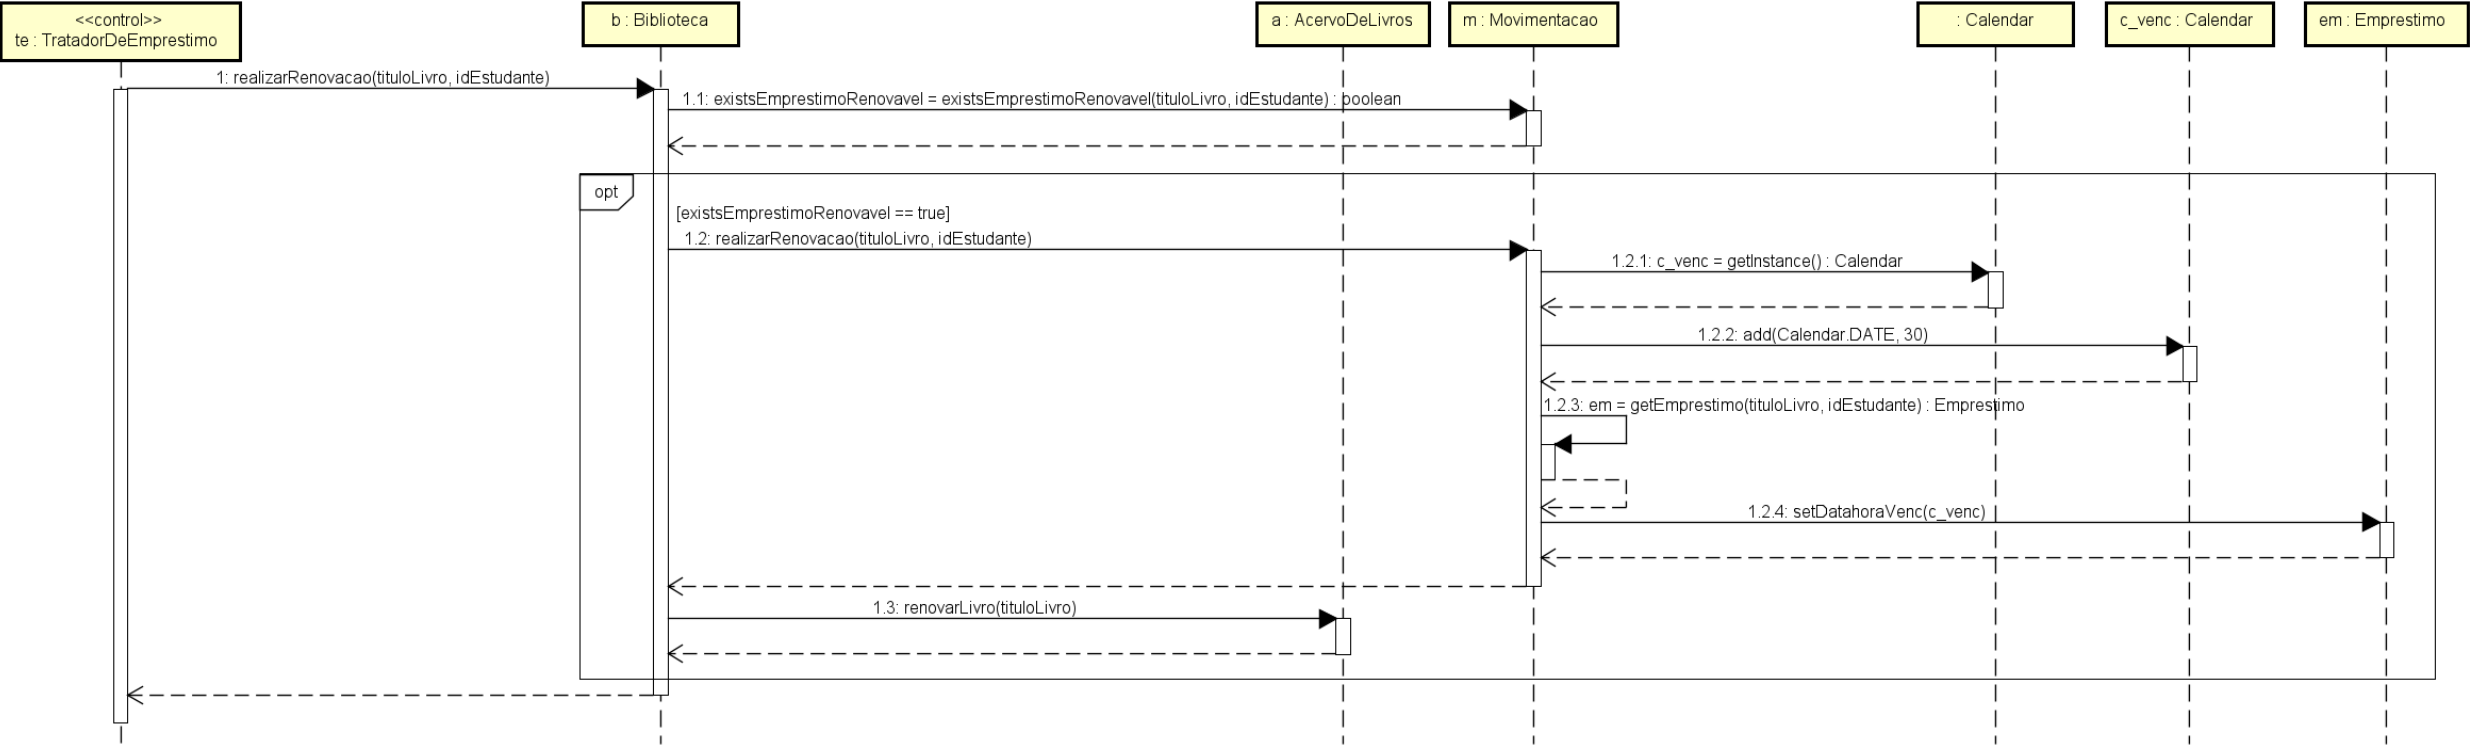 <<control>>
te : TratadorDeEmprestimo
b : Biblioteca
a : AcervoDeLivros
m : Movimentacao
: Calendar
c_venc : Calendar
em : Emprestimo
1: realizarRenovacao(tituloLivro, idEstudante)
1.1: existsEmprestimoRenovavel = existsEmprestimoRenovavel(tituloLivro, idEstudante) : boolean
opt
[existsEmprestimoRenovavel == true]
1.2: realizarRenovacao(tituloLivro, idEstudante)
1.2.1: c_venc = getInstance() : Calendar
1.2.2: add(Calendar.DATE, 30)
1.2.3: em = getEmprestimo(tituloLivro, idEstudante) : Emprestimo
1.2.4: setDatahoraVenc(c_venc)
1.3: renovarLivro(tituloLivro)